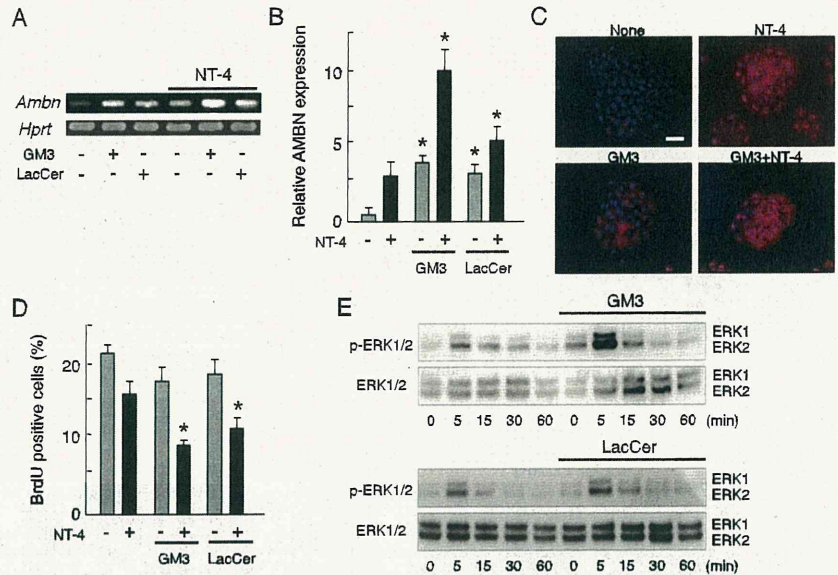 A
NT-4
Ambn
Hprt
GM3 - + - - + -
LacCer - - + - - +
B
Relative AMBN expression
10
5
0
* * * *
NT-4 - + - + - +
GM3 LacCer
C
None NT-4
GM3 GM3+NT-4
D
BrdU positive cells (%)
20
10
0
* *
NT-4 - + - + - +
GM3 LacCer
E
GM3
p-ERK1/2 ERK1
ERK2
ERK1/2 ERK1
ERK2
0 5 15 30 60 0 5 15 30 60 (min)
LacCer
p-ERK1/2 ERK1
ERK2
ERK1/2 ERK1
ERK2
0 5 15 30 60 0 5 15 30 60 (min)